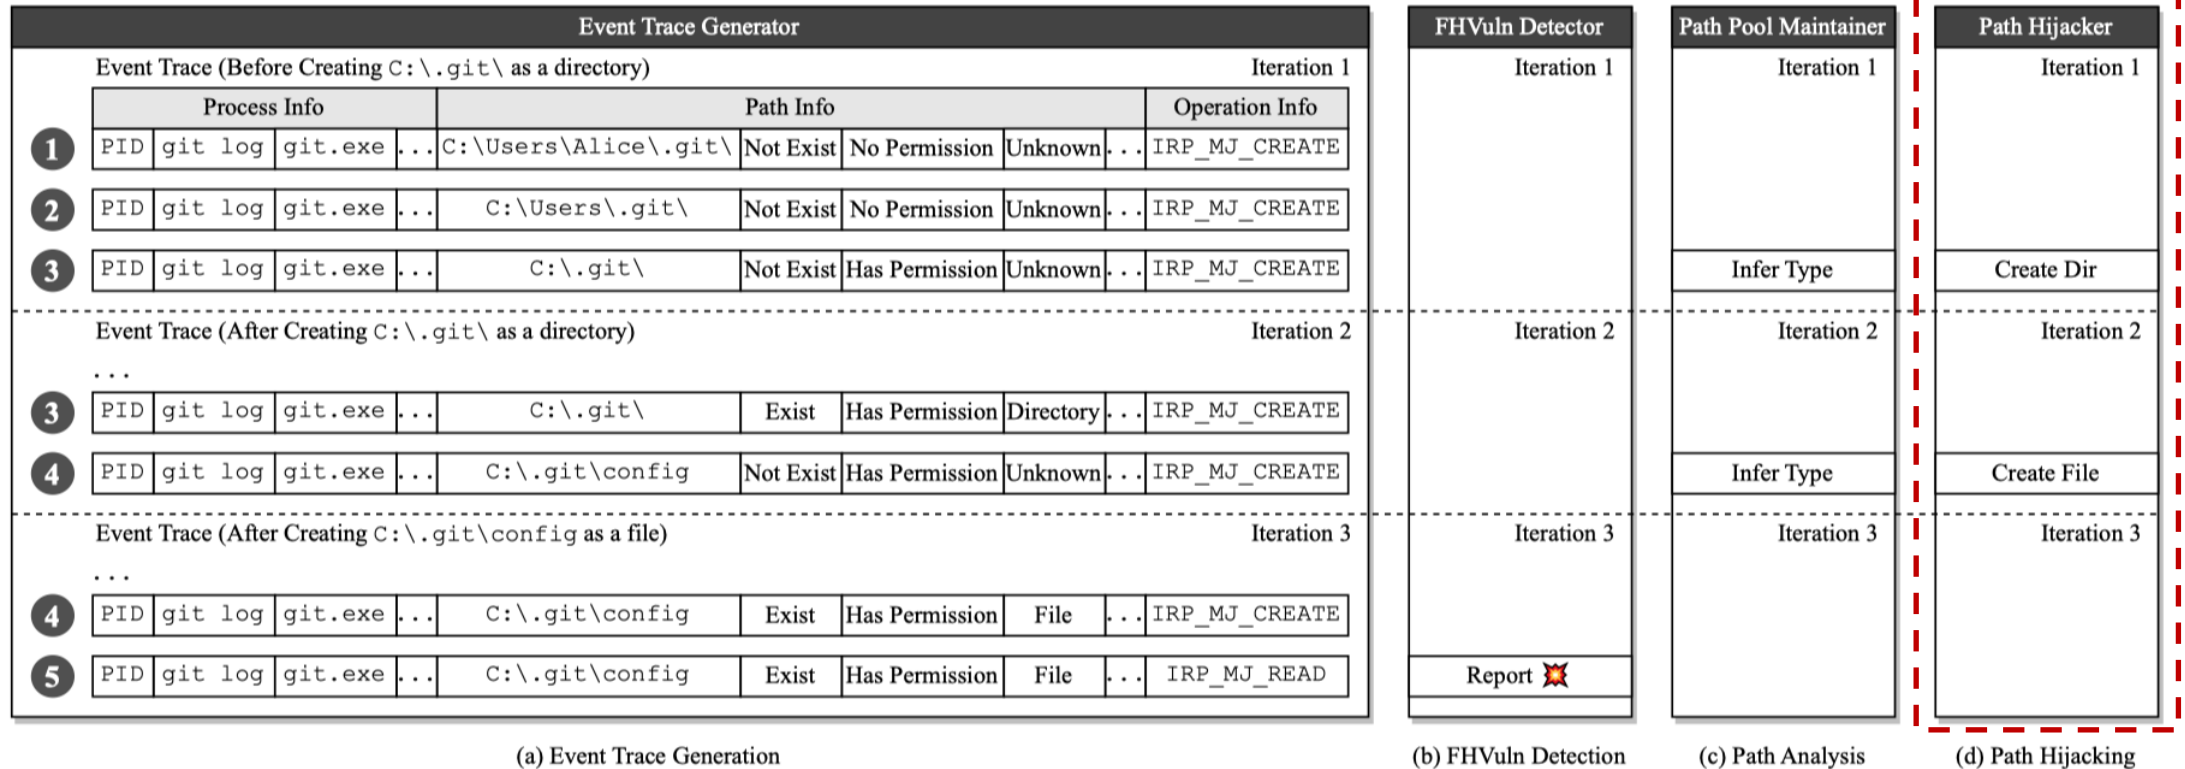 Event Trace Generator FHVuln Detector Path Pool Maintainer Path Hijacker
Event Trace (Before Creating C:\.git\ as a directory) Iteration 1 Iteration 1 Iteration 1 Iteration 1
Process Info Path Info Operation Info
1 PID git log git.exe ... C:\Users\Alice\.git\ Not Exist No Permission Unknown ... IRP_MJ_CREATE
2 PID git log git.exe ... C:\Users\.git\ Not Exist No Permission Unknown ... IRP_MJ_CREATE
3 PID git log git.exe ... C:\.git\ Not Exist Has Permission Unknown ... IRP_MJ_CREATE Infer Type Create Dir
Event Trace (After Creating C:\.git\ as a directory) Iteration 2 Iteration 2 Iteration 2 Iteration 2
...
3 PID git log git.exe ... C:\.git\ Exist Has Permission Directory ... IRP_MJ_CREATE
4 PID git log git.exe ... C:\.git\config Not Exist Has Permission Unknown ... IRP_MJ_CREATE Infer Type Create File
Event Trace (After Creating C:\.git\config as a file) Iteration 3 Iteration 3 Iteration 3 Iteration 3
...
4 PID git log git.exe ... C:\.git\config Exist Has Permission File ... IRP_MJ_CREATE
5 PID git log git.exe ... C:\.git\config Exist Has Permission File ... IRP_MJ_READ Report
(a) Event Trace Generation (b) FHVuln Detection (c) Path Analysis (d) Path Hijacking